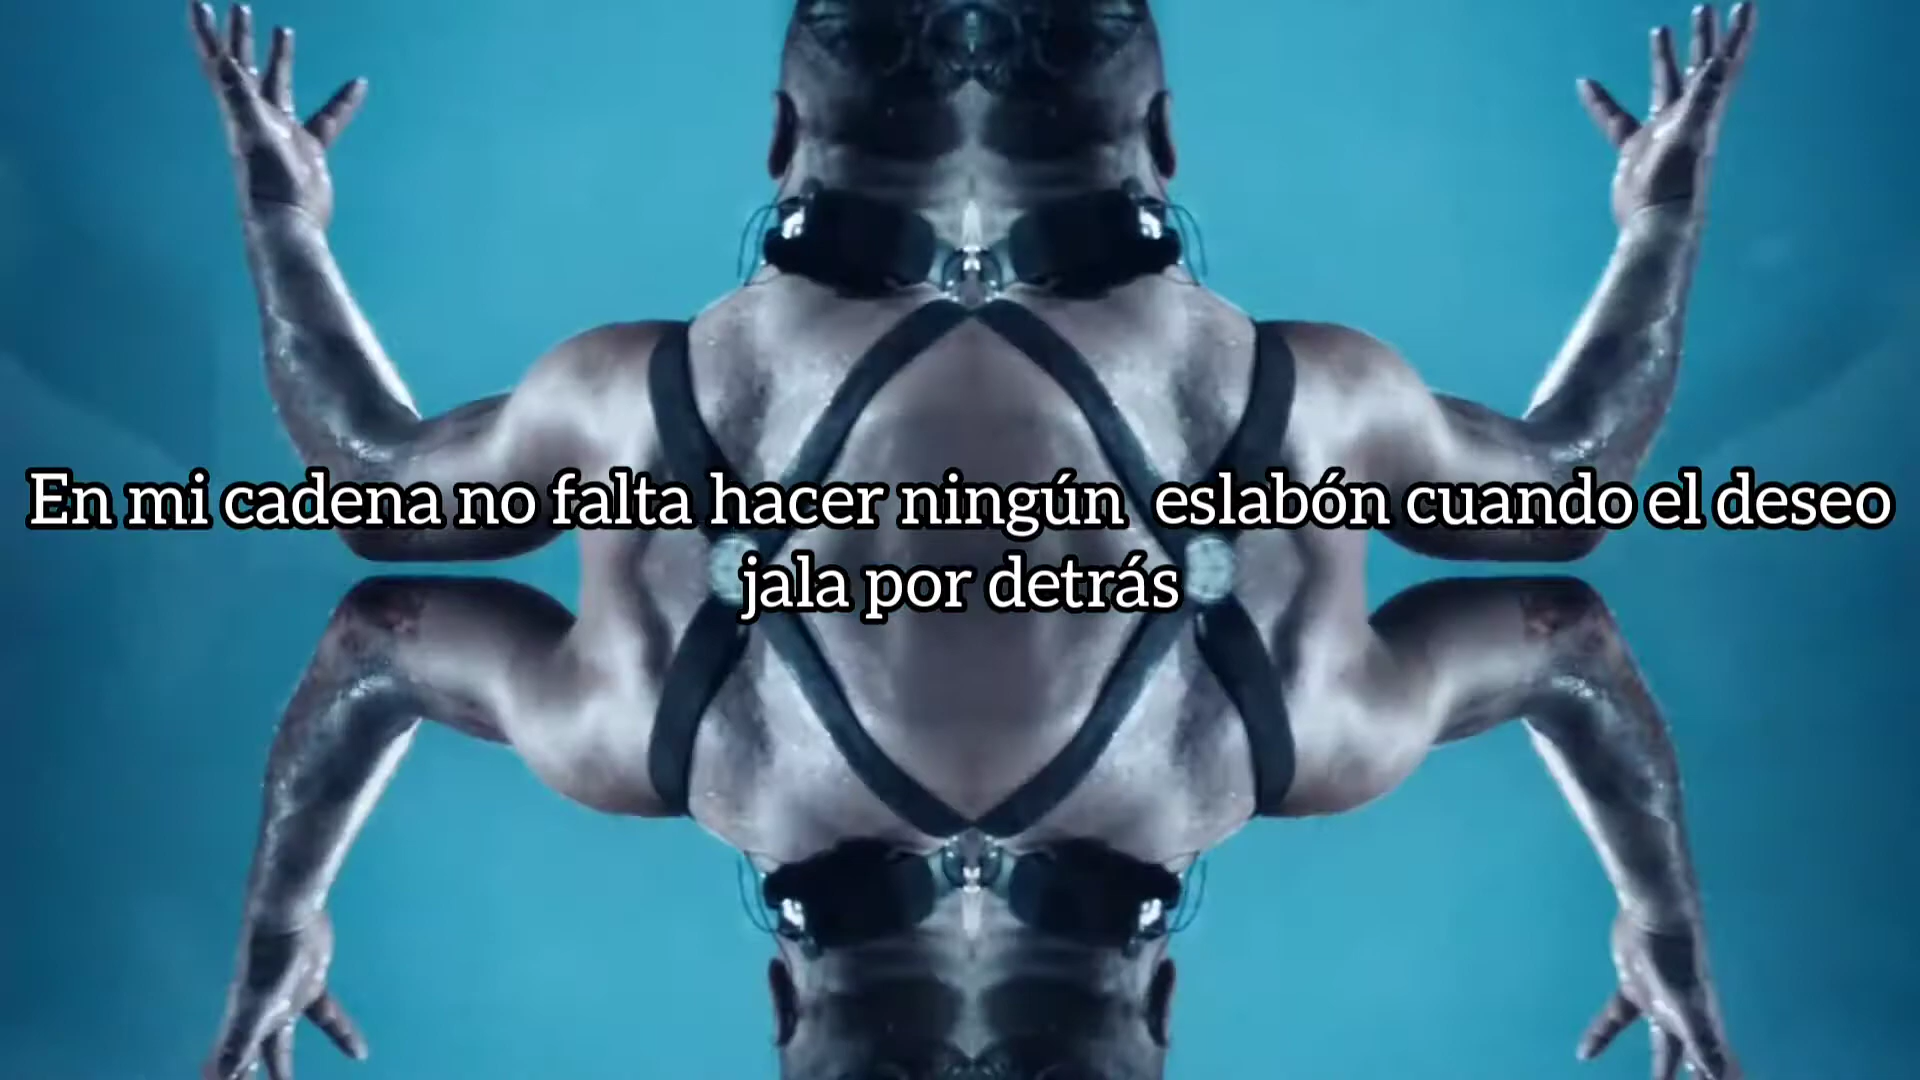 En mi cadena no falta hacer ningún  eslabón cuando el deseo
jala por detrás